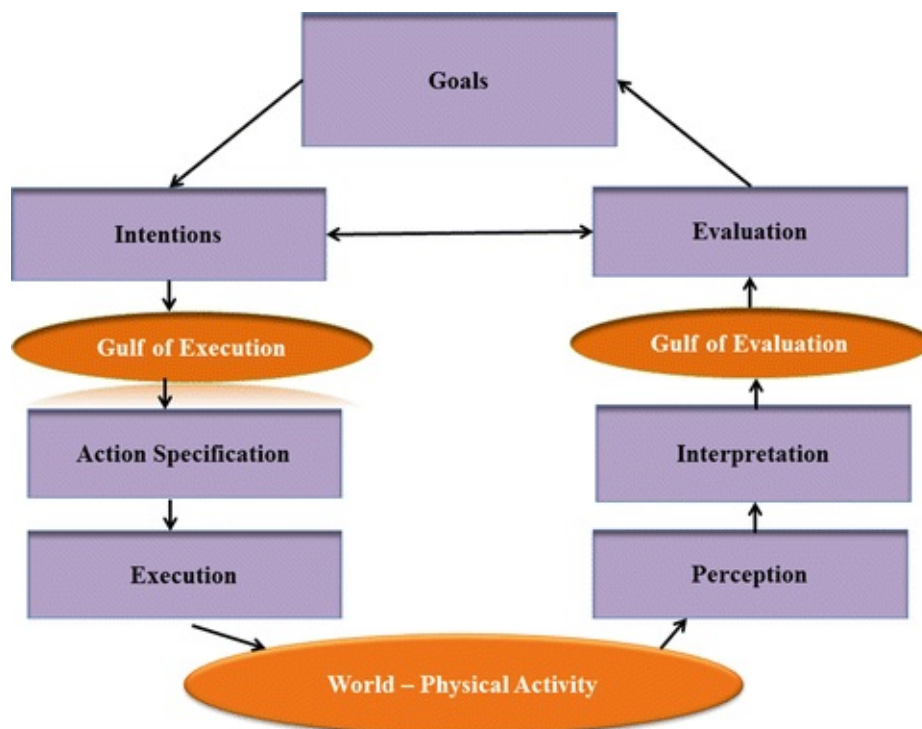 Goals
Intentions
Evaluation
Gulf of Execution
Gulf of Evaluation
Action Specification
Interpretation
Execution
Perception
World – Physical Activity